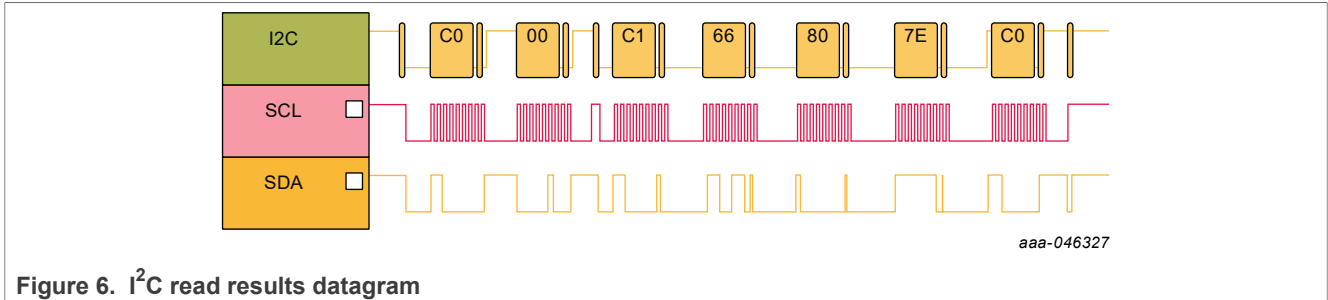 I2C C0 00 C1 66 80 7E C0
SCL
SDA
aaa-046327
Figure 6. I²C read results datagram